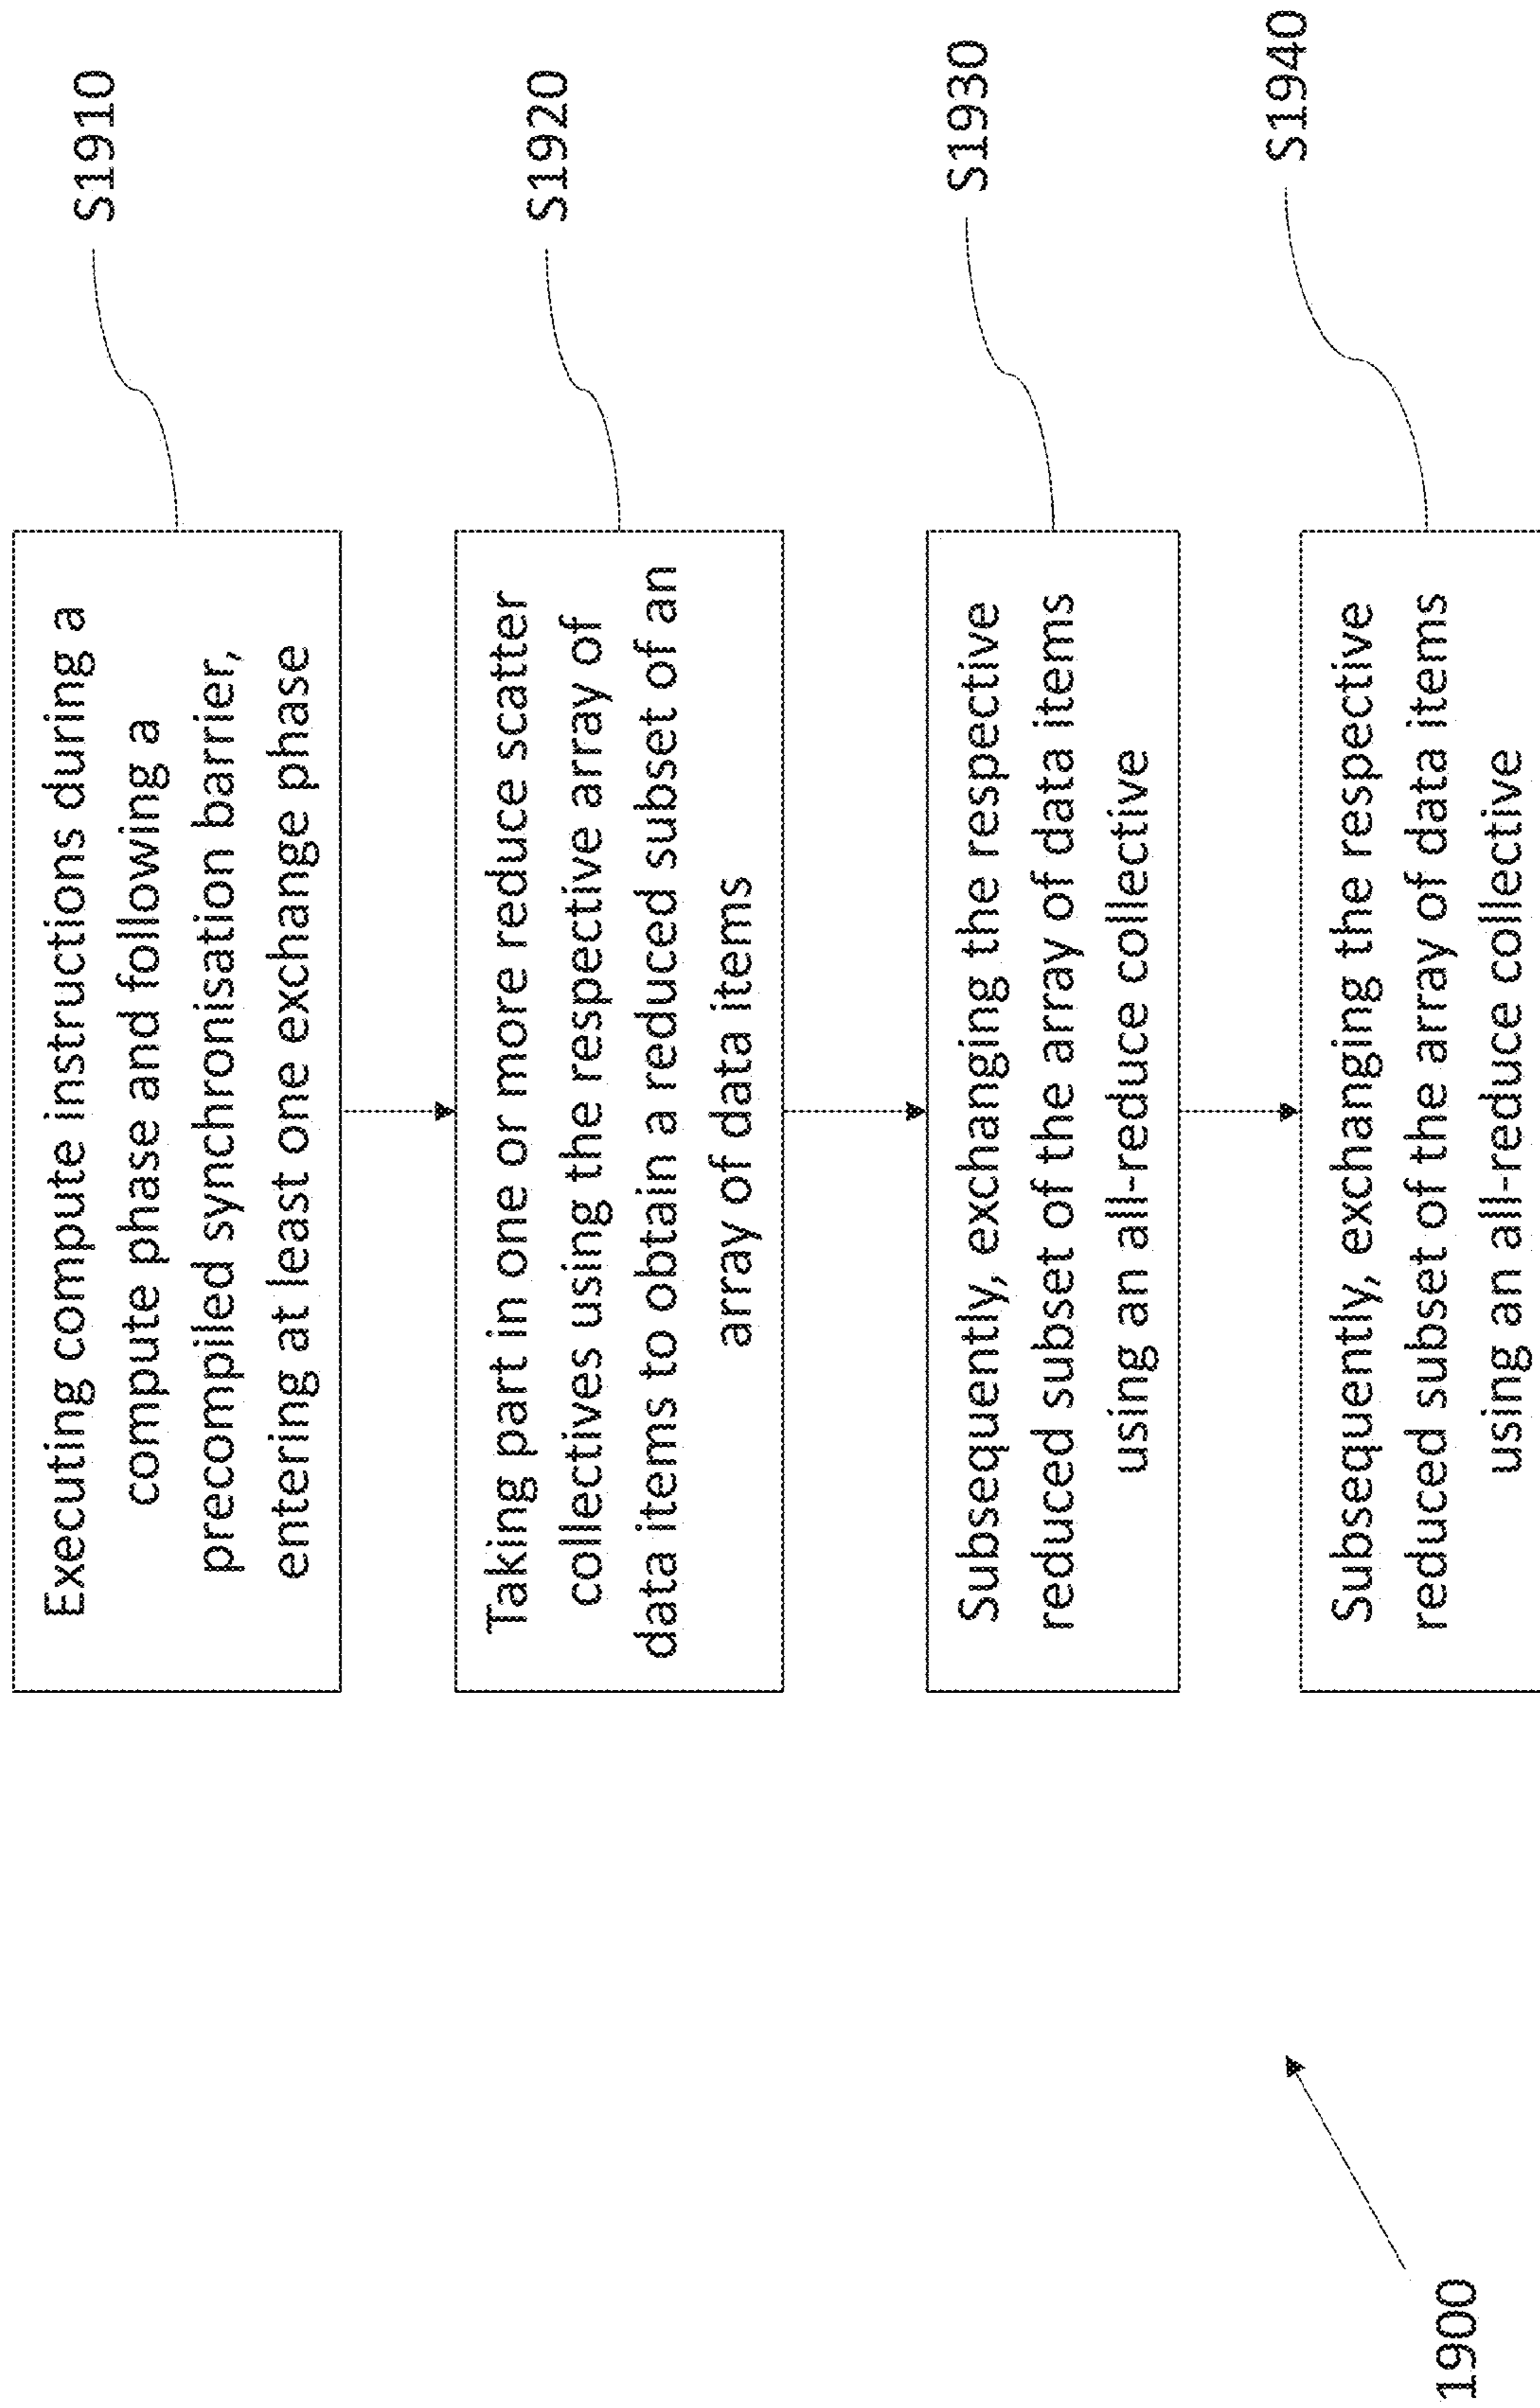 Executing compute instructions during a
compute phase and following a
precompiled synchronisation barrier,
entering at least one exchange phase
S1910
Taking part in one or more reduce scatter
collectives using the respective array of
data items to obtain a reduced subset of an
array of data items
S1920
Subsequently, exchanging the respective
reduced subset of the array of data items
using an all-reduce collective
S1930
Subsequently, exchanging the respective
reduced subset of the array of data items
using an all-reduce collective
S1940
1900